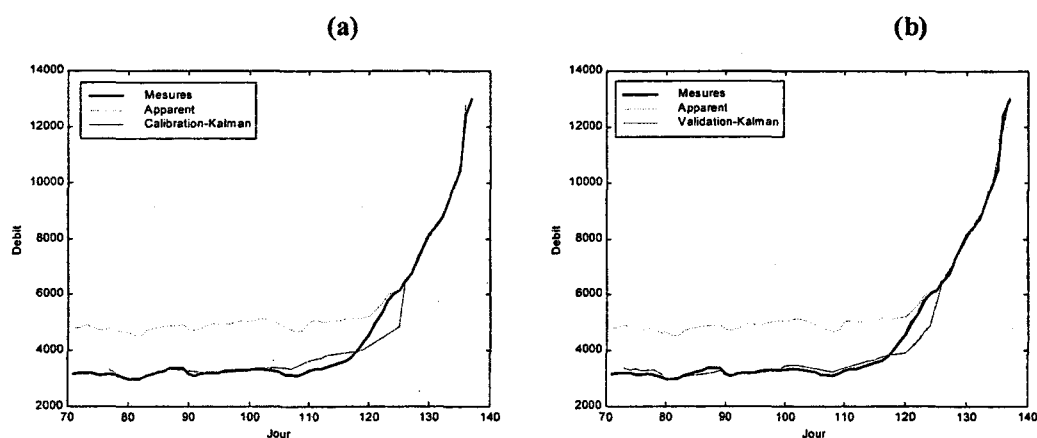 (a)
14000
12000
10000
8000
6000
4000
2000
Debit
Mesures
Apparent
Calibration-Kalman
70 80 90 100 110 120 130 140
Jour
(b)
14000
12000
10000
8000
6000
4000
2000
Debit
Mesures
Apparent
Validation-Kalman
70 80 90 100 110 120 130 140
Jour